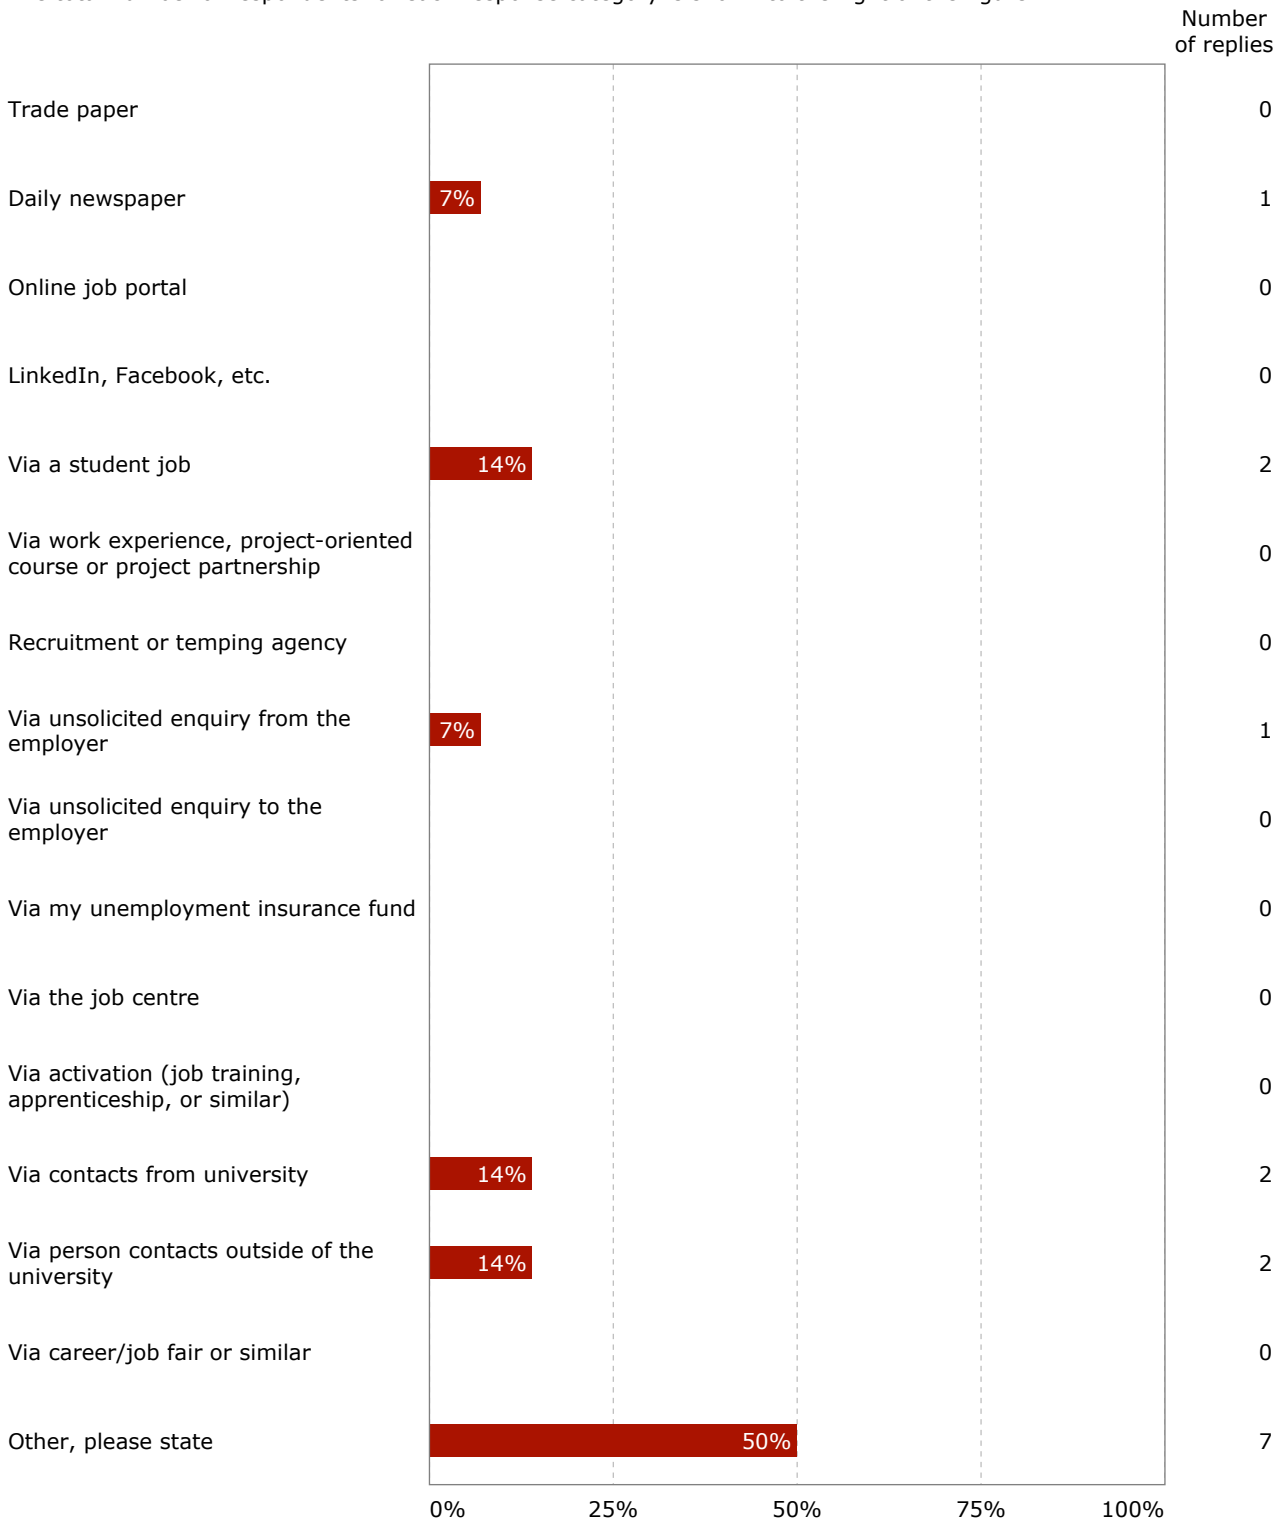 Number
of replies
Trade paper 0
Daily newspaper 7% 1
Online job portal 0
LinkedIn, Facebook, etc. 0
Via a student job 14% 2
Via work experience, project-oriented
course or project partnership 0
Recruitment or temping agency 0
Via unsolicited enquiry from the
employer 7% 1
Via unsolicited enquiry to the
employer 0
Via my unemployment insurance fund 0
Via the job centre 0
Via activation (job training,
apprenticeship, or similar) 0
Via contacts from university 14% 2
Via person contacts outside of the
university 14% 2
Via career/job fair or similar 0
Other, please state 50% 7
0% 25% 50% 75% 100%